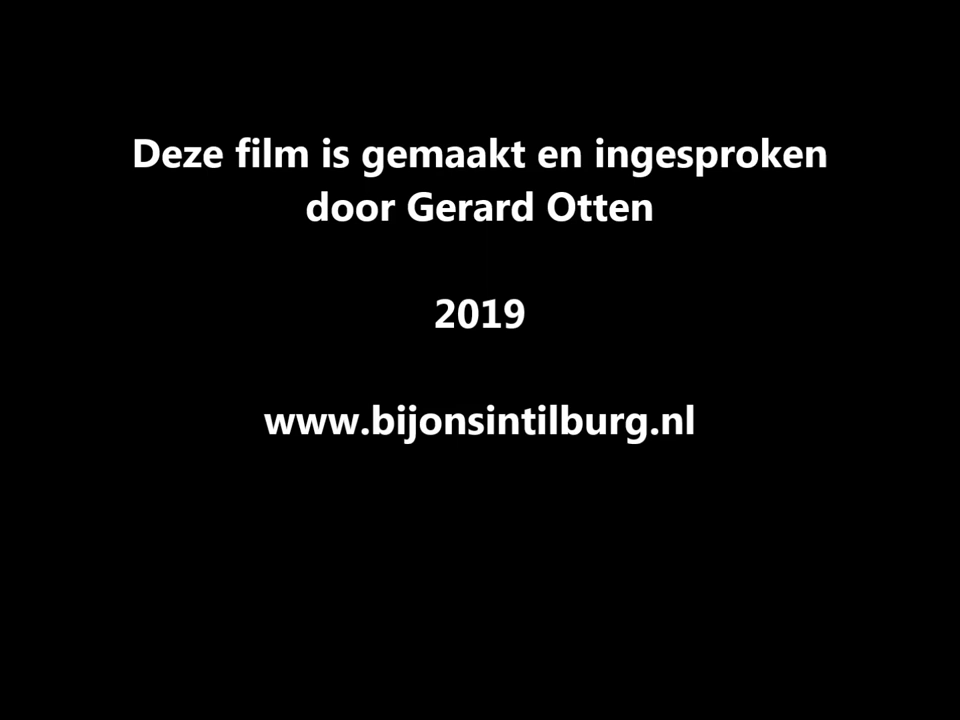 Deze film is gemaakt en ingesproken
door Gerard Otten
2019
www.bijonsintilburg.nl